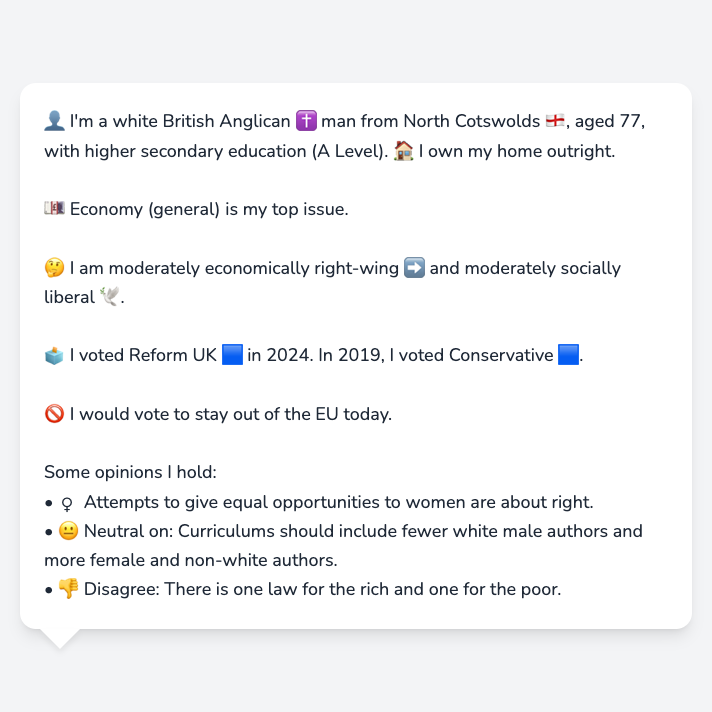 👤 I'm a white British Anglican ✝️ man from North Cotswolds 🏴󠁧󠁢󠁥󠁮󠁧󠁿, aged 77,
with higher secondary education (A Level). 🏠 I own my home outright.
💷 Economy (general) is my top issue.
🤔 I am moderately economically right-wing ➡️ and moderately socially
liberal 🕊️.
🗳️ I voted Reform UK 🟦 in 2024. In 2019, I voted Conservative 🟦.
🚫 I would vote to stay out of the EU today.
Some opinions I hold:
• ♀ Attempts to give equal opportunities to women are about right.
• 😐 Neutral on: Curriculums should include fewer white male authors and
more female and non-white authors.
• 👎 Disagree: There is one law for the rich and one for the poor.